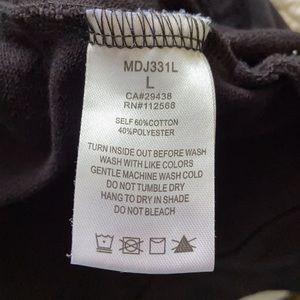 MDJ331L
L
CA#29438
RN#112568
SELF 60%COTTON
40%POLYESTER
TURN INSIDE OUT BEFORE WASH
WASH WITH LIKE COLORS
GENTLE MACHINE WASH COLD
DO NOT TUMBLE DRY
HANG TO DRY IN SHADE
DO NOT BLEACH